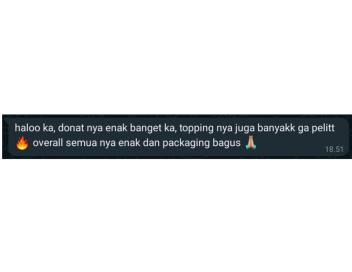 haloo ka, donat nya enak banget ka, topping nya juga banyakk ga pelitt
🔥 overall semua nya enak dan packaging bagus 🙏🏽
18.51